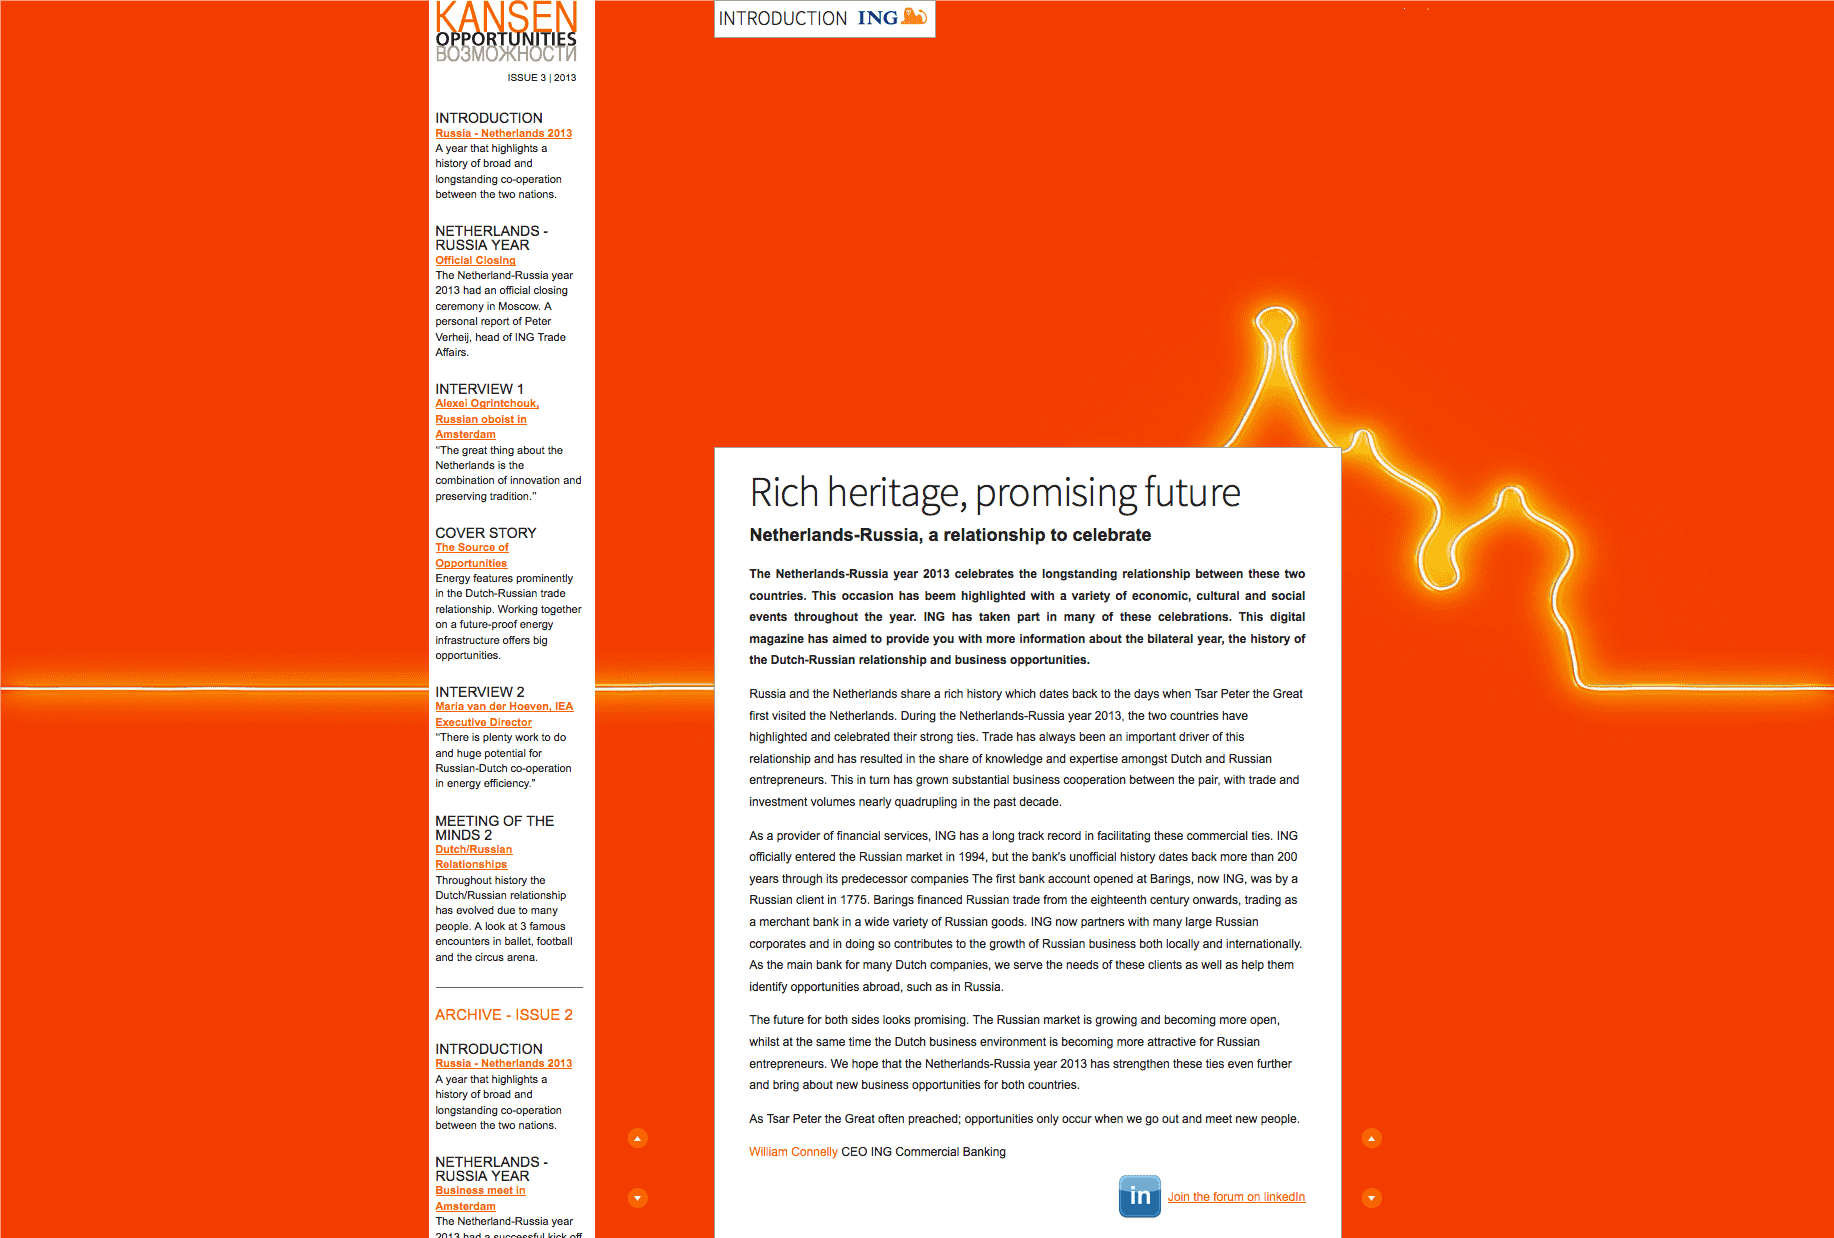 KANSEN
OPPORTUNITIES
ВОЗМОЖНОСТИ
ISSUE 3 | 2013
INTRODUCTION
Russia - Netherlands 2013
A year that highlights a
history of broad and
longstanding co-operation
between the two nations.
NETHERLANDS -
RUSSIA YEAR
Official Closing
The Netherland-Russia year
2013 had an official closing
ceremony in Moscow. A
personal report of Peter
Verheij, head of ING Trade
Affairs.
INTERVIEW 1
Alexei Ogrintchouk,
Russian oboist in
Amsterdam
"The great thing about the
Netherlands is the
combination of innovation and
preserving tradition."
COVER STORY
The Source of
Opportunities
Energy features prominently
in the Dutch-Russian trade
relationship. Working together
on a future-proof energy
infrastructure offers big
opportunities.
INTERVIEW 2
Maria van der Hoeven, IEA
Executive Director
"There is plenty work to do
and huge potential for
Russian-Dutch co-operation
in energy efficiency."
MEETING OF THE
MINDS 2
Dutch/Russian
Relationships
Throughout history the
Dutch/Russian relationship
has evolved due to many
people. A look at 3 famous
encounters in ballet, football
and the circus arena.
ARCHIVE - ISSUE 2
INTRODUCTION
Russia - Netherlands 2013
A year that highlights a
history of broad and
longstanding co-operation
between the two nations.
NETHERLANDS -
RUSSIA YEAR
Business meet in
Amsterdam
The Netherland-Russia year
2013 had a successful kick off
INTRODUCTION ING
Rich heritage, promising future
Netherlands-Russia, a relationship to celebrate
The Netherlands-Russia year 2013 celebrates the longstanding relationship between these two
countries. This occasion has beem highlighted with a variety of economic, cultural and social
events throughout the year. ING has taken part in many of these celebrations. This digital
magazine has aimed to provide you with more information about the bilateral year, the history of
the Dutch-Russian relationship and business opportunities.
Russia and the Netherlands share a rich history which dates back to the days when Tsar Peter the Great
first visited the Netherlands. During the Netherlands-Russia year 2013, the two countries have
highlighted and celebrated their strong ties. Trade has always been an important driver of this
relationship and has resulted in the share of knowledge and expertise amongst Dutch and Russian
entrepreneurs. This in turn has grown substantial business cooperation between the pair, with trade and
investment volumes nearly quadrupling in the past decade.
As a provider of financial services, ING has a long track record in facilitating these commercial ties. ING
officially entered the Russian market in 1994, but the bank's unofficial history dates back more than 200
years through its predecessor companies The first bank account opened at Barings, now ING, was by a
Russian client in 1775. Barings financed Russian trade from the eighteenth century onwards, trading as
a merchant bank in a wide variety of Russian goods. ING now partners with many large Russian
corporates and in doing so contributes to the growth of Russian business both locally and internationally.
As the main bank for many Dutch companies, we serve the needs of these clients as well as help them
identify opportunities abroad, such as in Russia.
The future for both sides looks promising. The Russian market is growing and becoming more open,
whilst at the same time the Dutch business environment is becoming more attractive for Russian
entrepreneurs. We hope that the Netherlands-Russia year 2013 has strengthen these ties even further
and bring about new business opportunities for both countries.
As Tsar Peter the Great often preached; opportunities only occur when we go out and meet new people.
William Connelly CEO ING Commercial Banking
in Join the forum on linkedIn